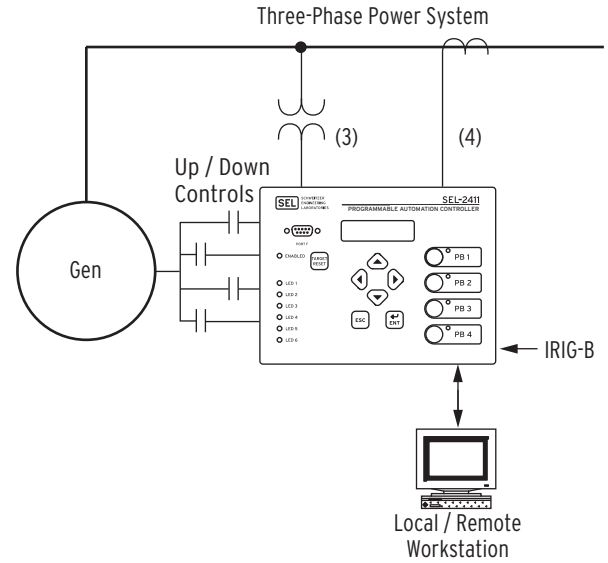 Three-Phase Power System
(3)
(4)
Up / Down
Controls
Gen
SEL
SCHWEITZER
ENGINEERING
LABORATORIES
SEL-2411
PROGRAMMABLE AUTOMATION CONTROLLER
PORT F
ENABLED
TARGET
RESET
LED 1
LED 2
LED 3
LED 4
LED 5
LED 6
ESC
ENT
PB 1
PB 2
PB 3
PB 4
IRIG-B
Local / Remote
Workstation